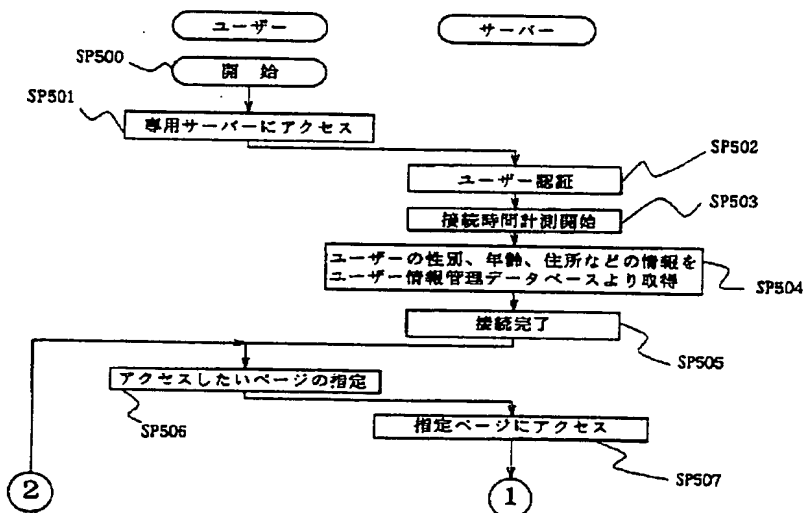 ユーザー
サーバー
SP500
開 始
SP501
専用サーバーにアクセス
SP502
ユーザー認証
SP503
接続時間計測開始
ユーザーの性別、年齢、住所などの情報を
ユーザー情報管理データベースより取得
SP504
接続完了
SP505
アクセスしたいページの指定
SP506
指定ページにアクセス
SP507
2
1